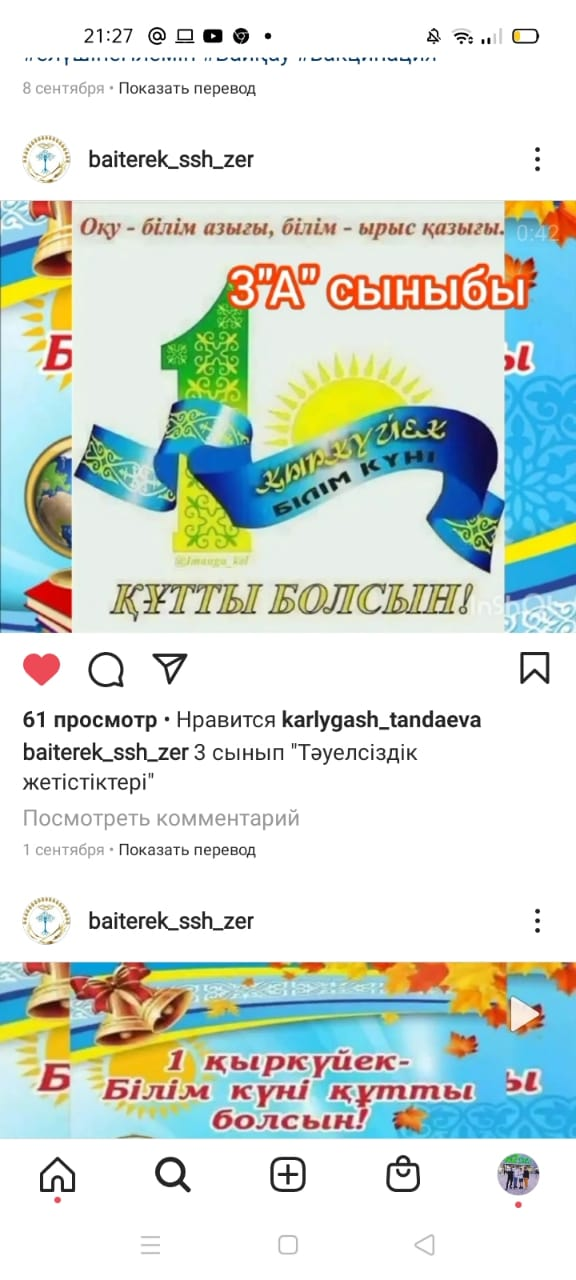 21:27
8 сентября • Показать перевод
baiterek_ssh_zer
Оқу - білім азығы, білім - ырыс қазығы.
0:42
3"А" сыныбы
Б
ы
1
ҚЫРКҮЙЕК
БІЛІМ КҮНІ
@Imanga_kal
ҚҰТТЫ БОЛСЫН!
InSh
61 просмотр • Нравится karlygash_tandaeva
baiterek_ssh_zer 3 сынып "Тәуелсіздік
жетістіктері"
Посмотреть комментарий
1 сентября • Показать перевод
baiterek_ssh_zer
1 қыркүйек-
Б
Білім күні құтты
ы
болсын!